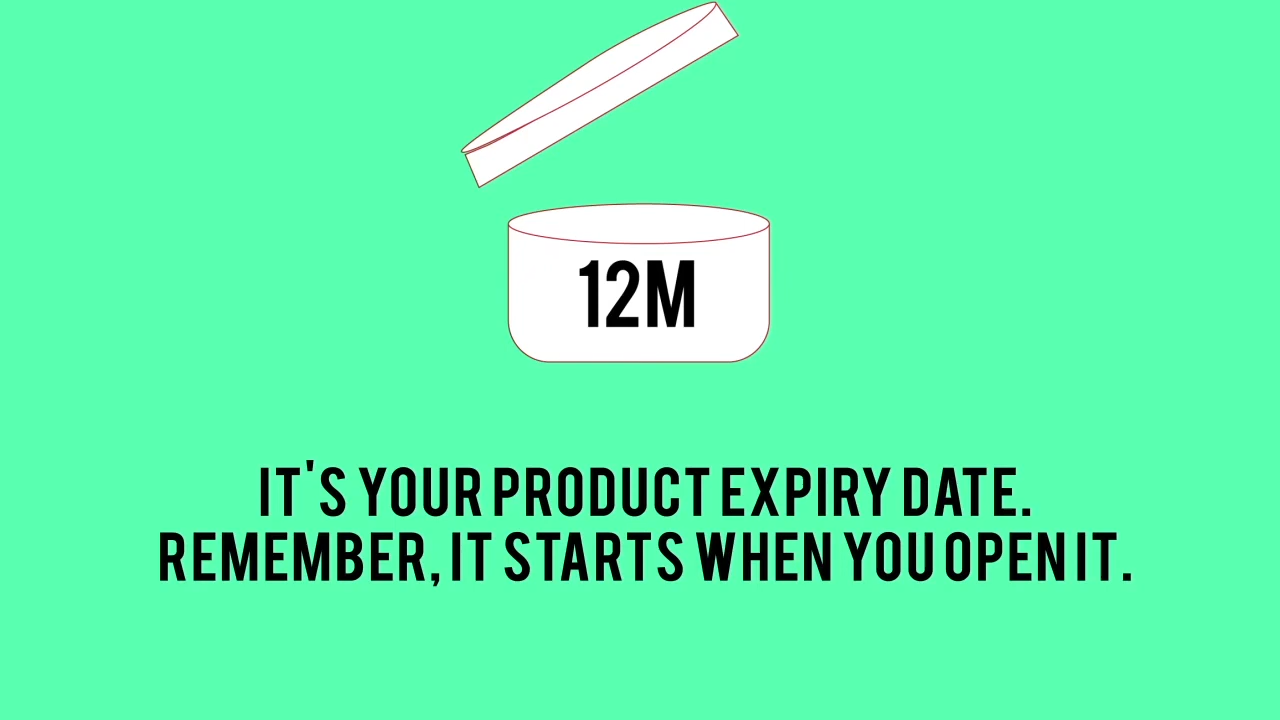 12M
IT'S YOUR PRODUCT EXPIRY DATE.
REMEMBER, IT STARTS WHEN YOU OPEN IT.